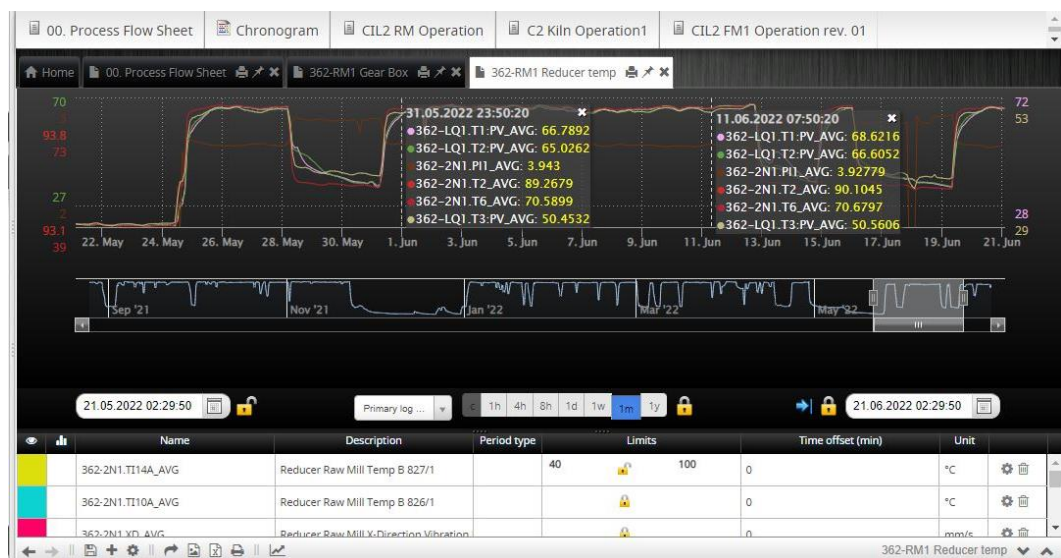 00. Process Flow Sheet Chronogram CIL2 RM Operation C2 Kiln Operation1 CIL2 FM1 Operation rev. 01
Home 00. Process Flow Sheet 362-RM1 Gear Box 362-RM1 Reducer temp
70
3
93.8
73
27
2
93.1
39
72
53
28
29
31.05.2022 23:50:20
362-LQ1.T1:PV_AVG: 66.7892
362-LQ1.T2:PV_AVG: 65.0262
362-2N1.PI1_AVG: 3.943
362-2N1.T2_AVG: 89.2679
362-2N1.T6_AVG: 70.5899
362-LQ1.T3:PV_AVG: 50.4532
11.06.2022 07:50:20
362-LQ1.T1:PV_AVG: 68.6216
362-LQ1.T2:PV_AVG: 66.6052
362-2N1.PI1_AVG: 3.92779
362-2N1.T2_AVG: 90.1045
362-2N1.T6_AVG: 70.6797
362-LQ1.T3:PV_AVG: 50.5606
22. May 24. May 26. May 28. May 30. May 1. Jun 3. Jun 5. Jun 7. Jun 9. Jun 11. Jun 13. Jun 15. Jun 17. Jun 19. Jun 21. Jun
Sep '21 Nov '21 Jan '22 Mar '22 May '22
21.05.2022 02:29:50 Primary log ... c 1h 4h 8h 1d 1w 1m 1y 21.06.2022 02:29:50
Name Description Period type Limits Time offset (min) Unit
362-2N1.TI14A_AVG Reducer Raw Mill Temp B 827/1 40 100 0 °C
362-2N1.TI10A_AVG Reducer Raw Mill Temp B 826/1 0 °C
362-2N1.XD_AVG Reducer Raw Mill X-Direction Vibration 0 mm/s
362-RM1 Reducer temp